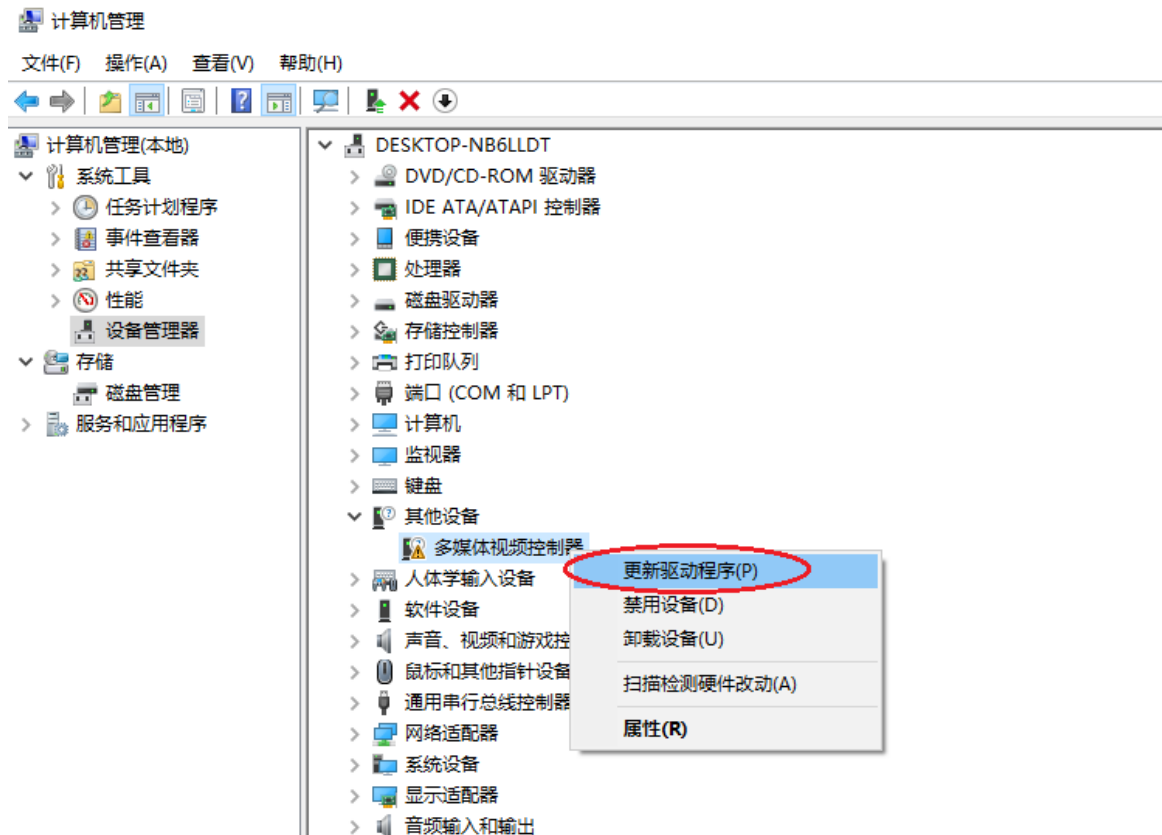 计算机管理
文件(F) 操作(A) 查看(V) 帮助(H)
计算机管理(本地)
系统工具
任务计划程序
事件查看器
共享文件夹
性能
设备管理器
存储
磁盘管理
服务和应用程序
DESKTOP-NB6LLDT
DVD/CD-ROM 驱动器
IDE ATA/ATAPI 控制器
便携设备
处理器
磁盘驱动器
存储控制器
打印队列
端口 (COM 和 LPT)
计算机
监视器
键盘
其他设备
多媒体视频控制器
人体学输入设备
软件设备
声音、视频和游戏控
鼠标和其他指针设备
通用串行总线控制器
网络适配器
系统设备
显示适配器
音频输入和输出
更新驱动程序(P)
禁用设备(D)
卸载设备(U)
扫描检测硬件改动(A)
属性(R)